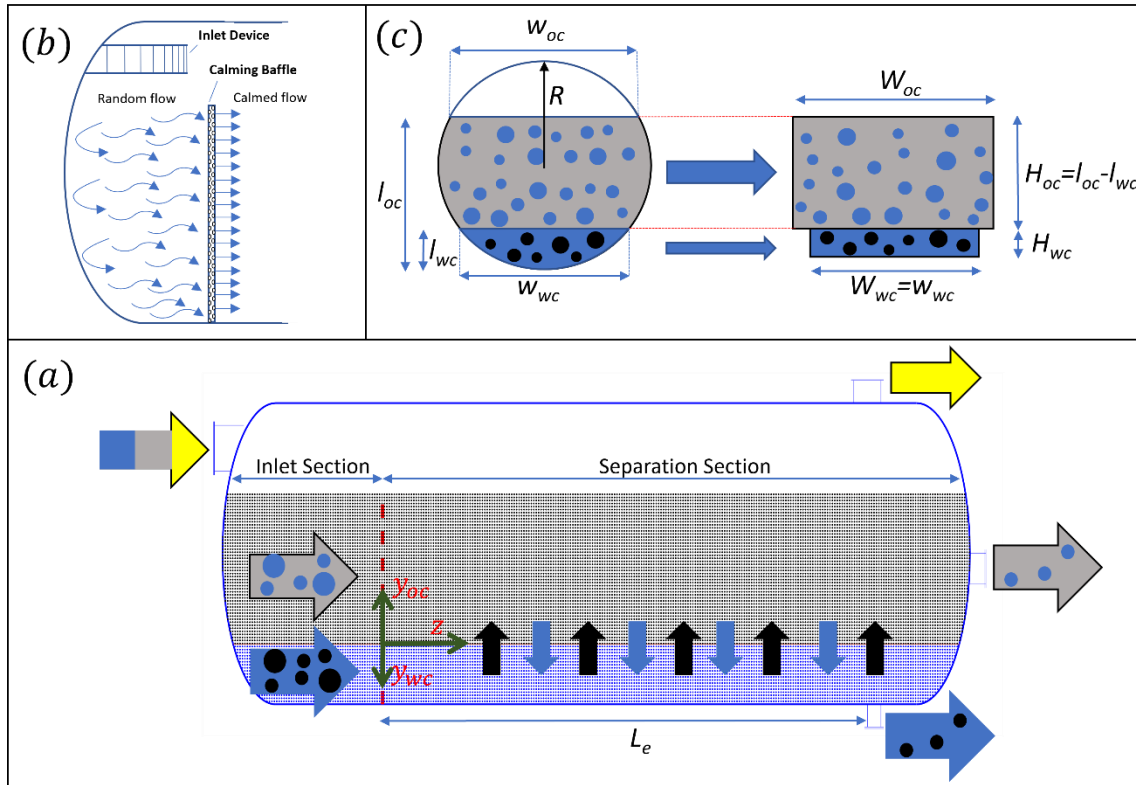 (b)
Inlet Device
Calming Baffle
Random flow
Calmed flow
(c)
w_oc
R
l_oc
l_wc
w_wc
W_oc
H_oc=l_oc-l_wc
H_wc
W_wc=w_wc
(a)
Inlet Section
Separation Section
y_oc
z
y_wc
L_e